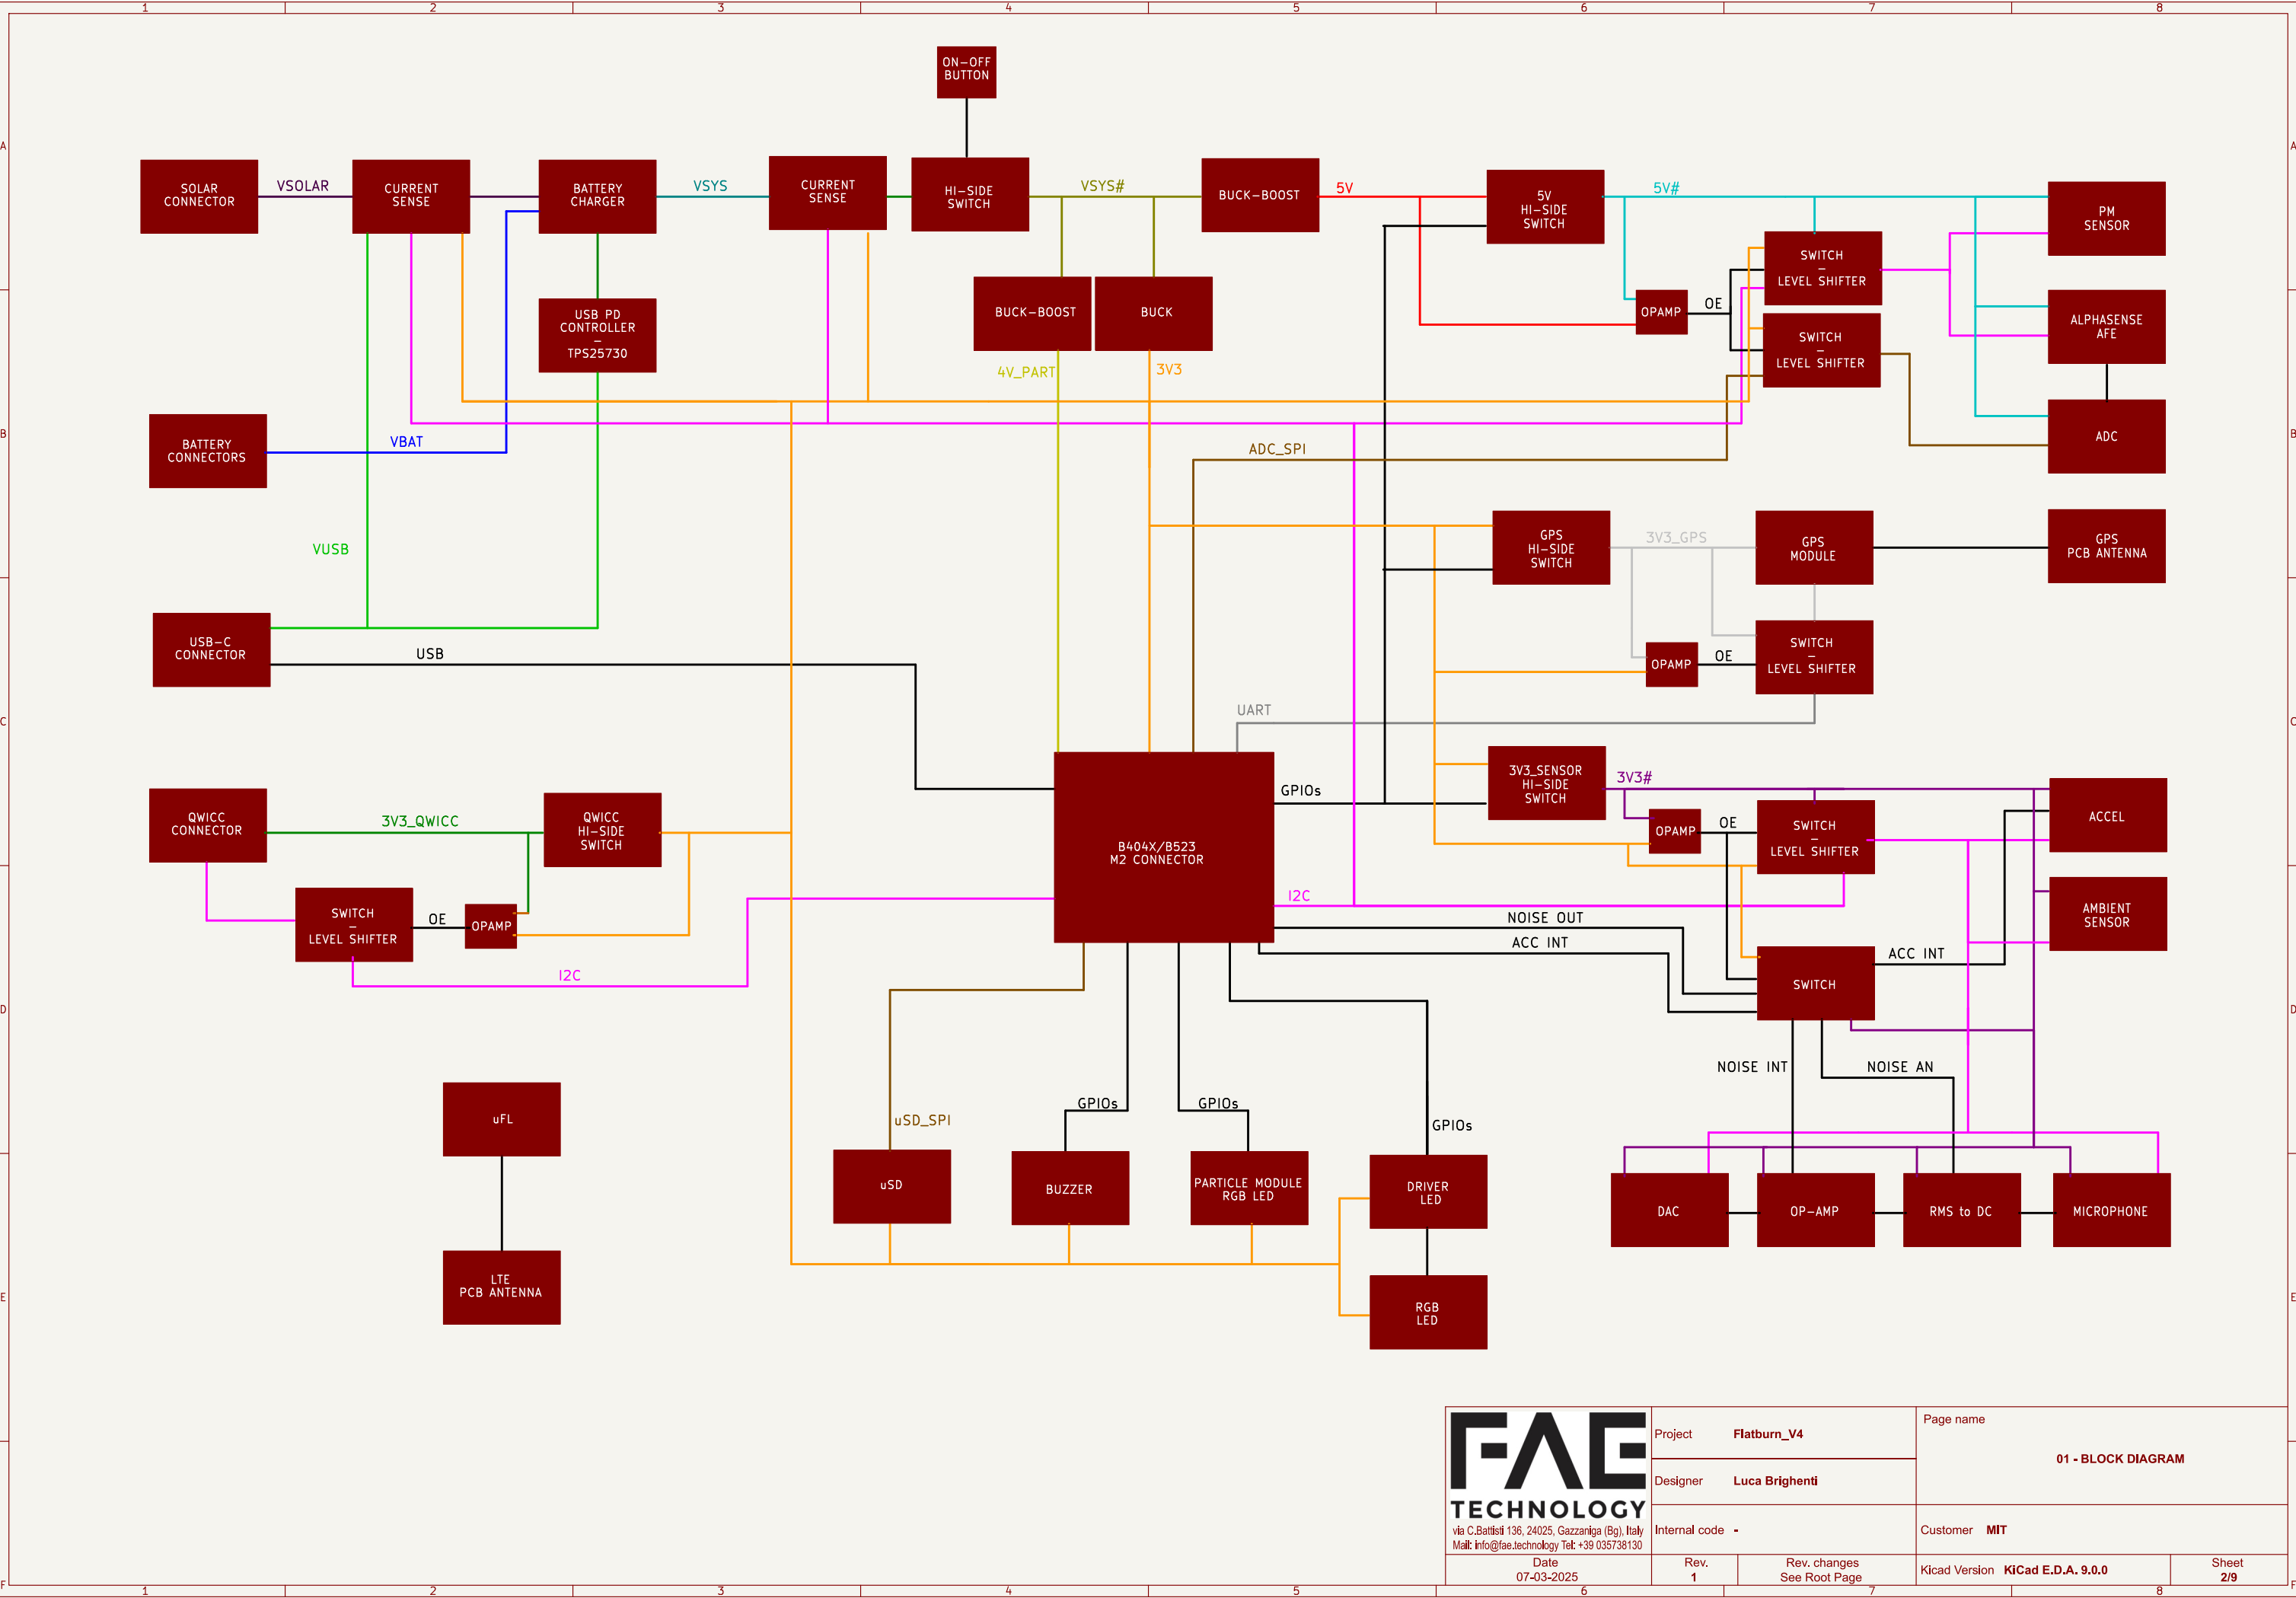 1 2 3 4 5 6 7 8
A A
B B
C C
D D
E E
F F
ON-OFF
BUTTON
SOLAR
CONNECTOR
VSOLAR
CURRENT
SENSE
BATTERY
CHARGER
VSYS
CURRENT
SENSE
HI-SIDE
SWITCH
VSYS#
BUCK-BOOST
5V
5V
HI-SIDE
SWITCH
5V#
PM
SENSOR
SWITCH
-
LEVEL SHIFTER
USB PD
CONTROLLER
-
TPS25730
BUCK-BOOST
BUCK
OPAMP
OE
SWITCH
-
LEVEL SHIFTER
ALPHASENSE
AFE
4V_PART
3V3
BATTERY
CONNECTORS
VBAT
ADC_SPI
ADC
VUSB
GPS
HI-SIDE
SWITCH
3V3_GPS
GPS
MODULE
GPS
PCB ANTENNA
USB-C
CONNECTOR
USB
OPAMP
OE
SWITCH
-
LEVEL SHIFTER
UART
QWICC
CONNECTOR
3V3_QWICC
QWICC
HI-SIDE
SWITCH
B404X/B523
M2 CONNECTOR
GPIOs
3V3_SENSOR
HI-SIDE
SWITCH
3V3#
OPAMP
OE
SWITCH
-
LEVEL SHIFTER
ACCEL
SWITCH
-
LEVEL SHIFTER
OE
OPAMP
I2C
I2C
NOISE OUT
ACC INT
AMBIENT
SENSOR
SWITCH
ACC INT
NOISE INT
NOISE AN
uFL
uSD_SPI
GPIOs
GPIOs
GPIOs
uSD
BUZZER
PARTICLE MODULE
RGB LED
DRIVER
LED
DAC
OP-AMP
RMS to DC
MICROPHONE
LTE
PCB ANTENNA
RGB
LED
FAE
TECHNOLOGY
via C.Battisti 136, 24025, Gazzaniga (Bg), Italy
Mail: info@fae.technology Tel: +39 035738130
Project Flatburn_V4
Designer Luca Brighenti
Internal code -
Page name
01 - BLOCK DIAGRAM
Customer MIT
Date
07-03-2025
Rev.
1
Rev. changes
See Root Page
Kicad Version KiCad E.D.A. 9.0.0
Sheet
2/9
1 2 3 4 5 6 7 8